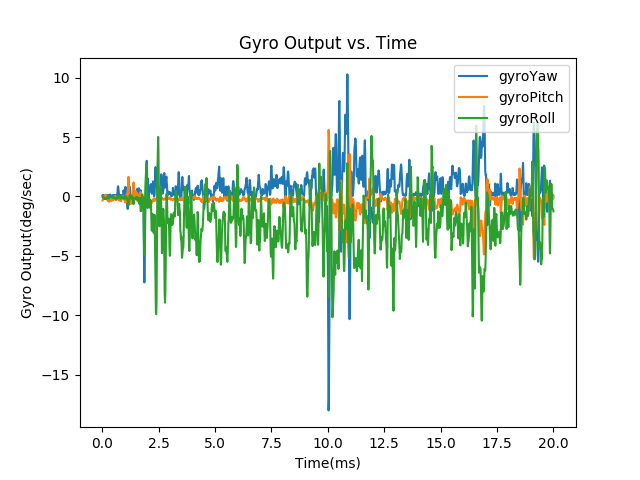 Gyro Output vs. Time
gyroYaw
gyroPitch
gyroRoll
Gyro Output(deg/sec)
10
5
0
−5
−10
−15
0.0 2.5 5.0 7.5 10.0 12.5 15.0 17.5 20.0
Time(ms)